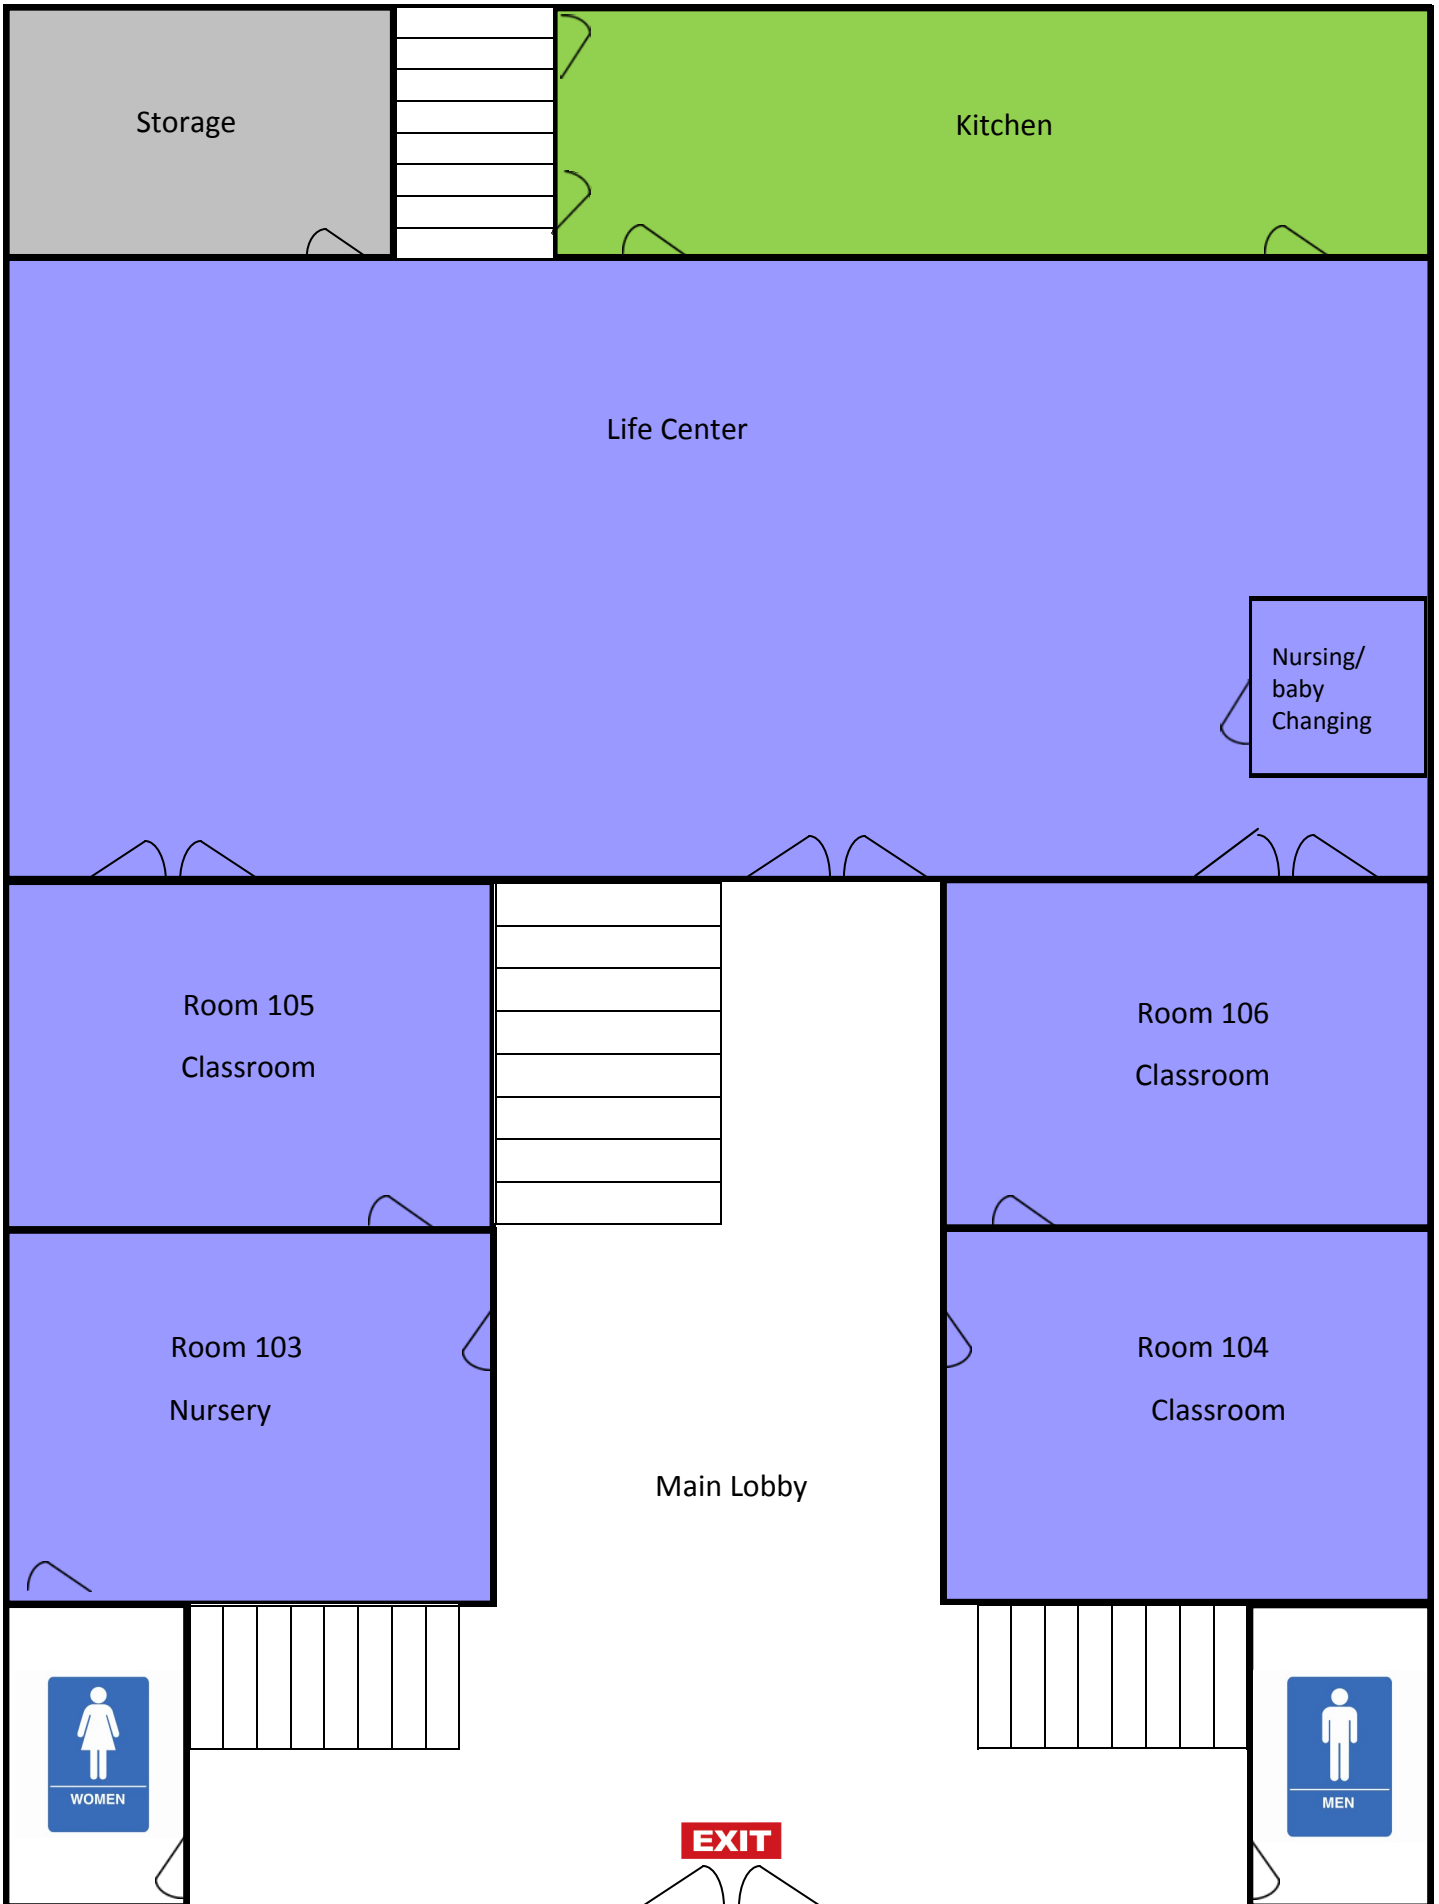 Storage
Kitchen
Life Center
Nursing/
baby
Changing
Room 105
Classroom
Room 106
Classroom
Room 103
Nursery
Room 104
Classroom
Main Lobby
WOMEN
MEN
EXIT